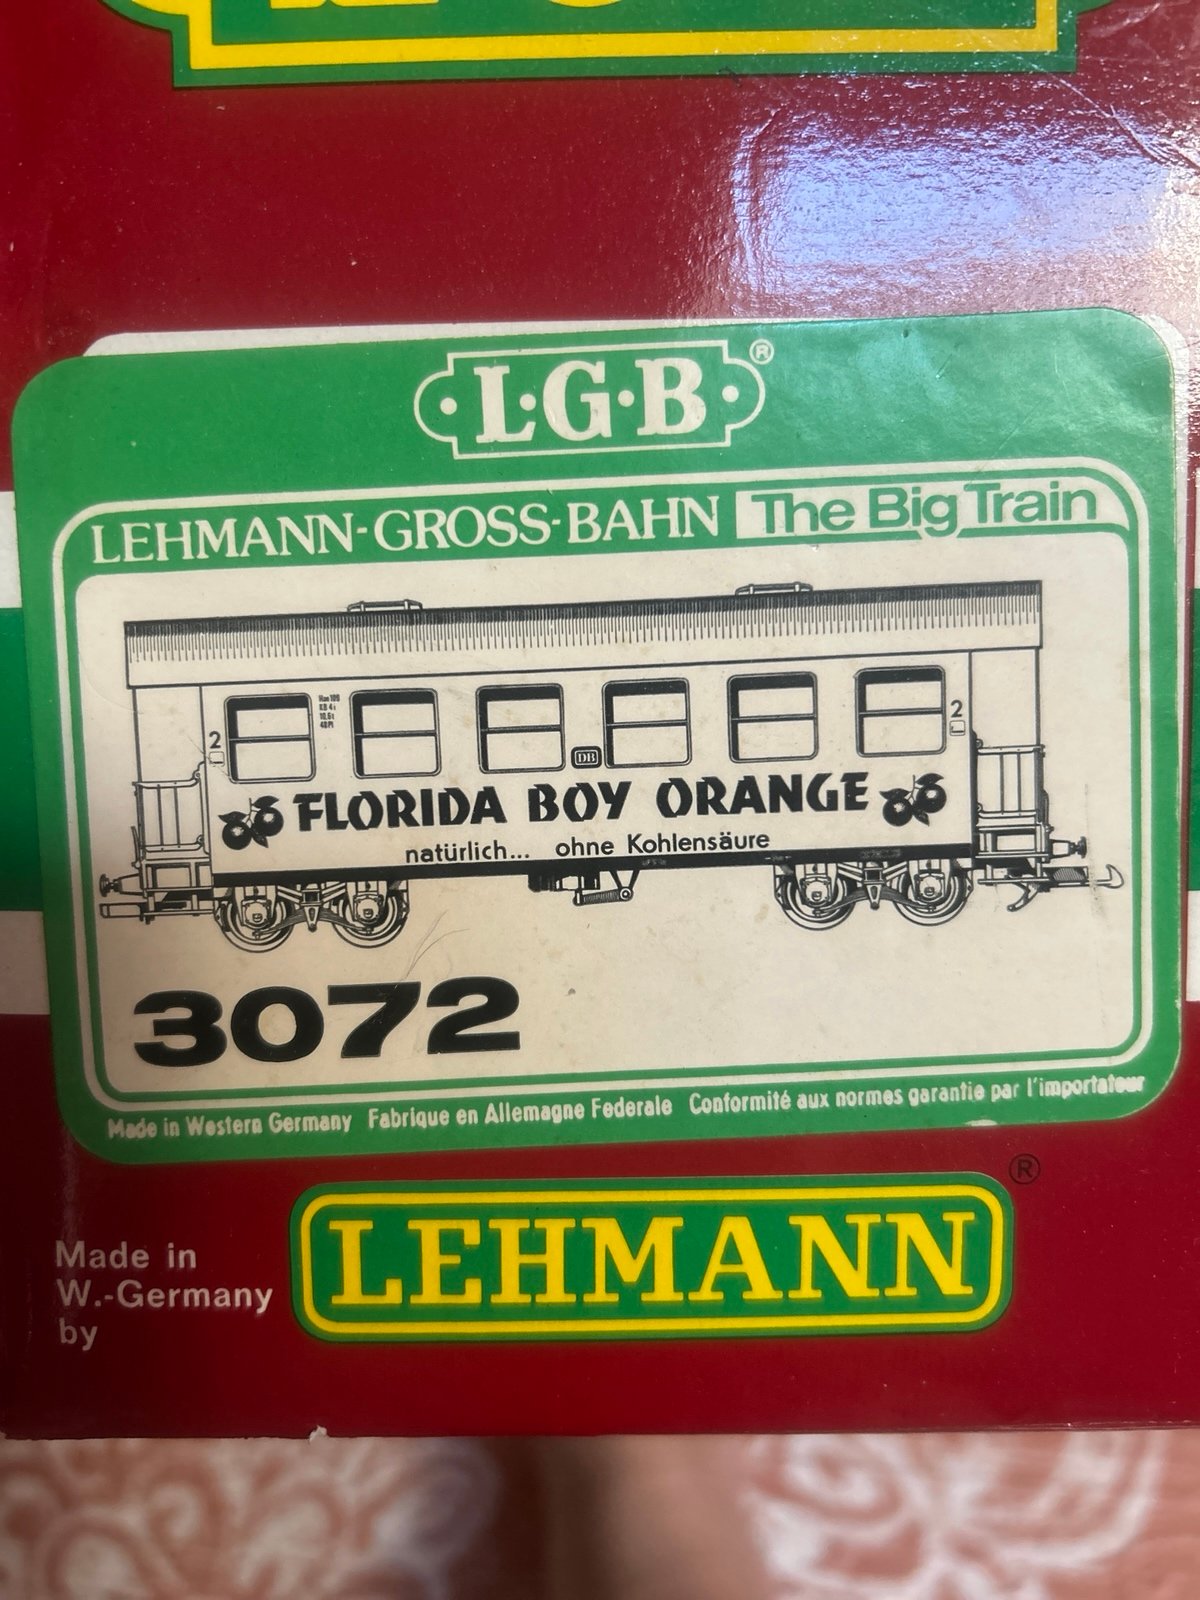 L·G·B ®
LEHMANN-GROSS-BAHN The Big Train
2
DB
2
FLORIDA BOY ORANGE
natürlich... ohne Kohlensäure
3072
Made in Western Germany Fabrique en Allemagne Federale Conformité aux normes garantie par l'importateur
®
Made in
W.-Germany
by
LEHMANN